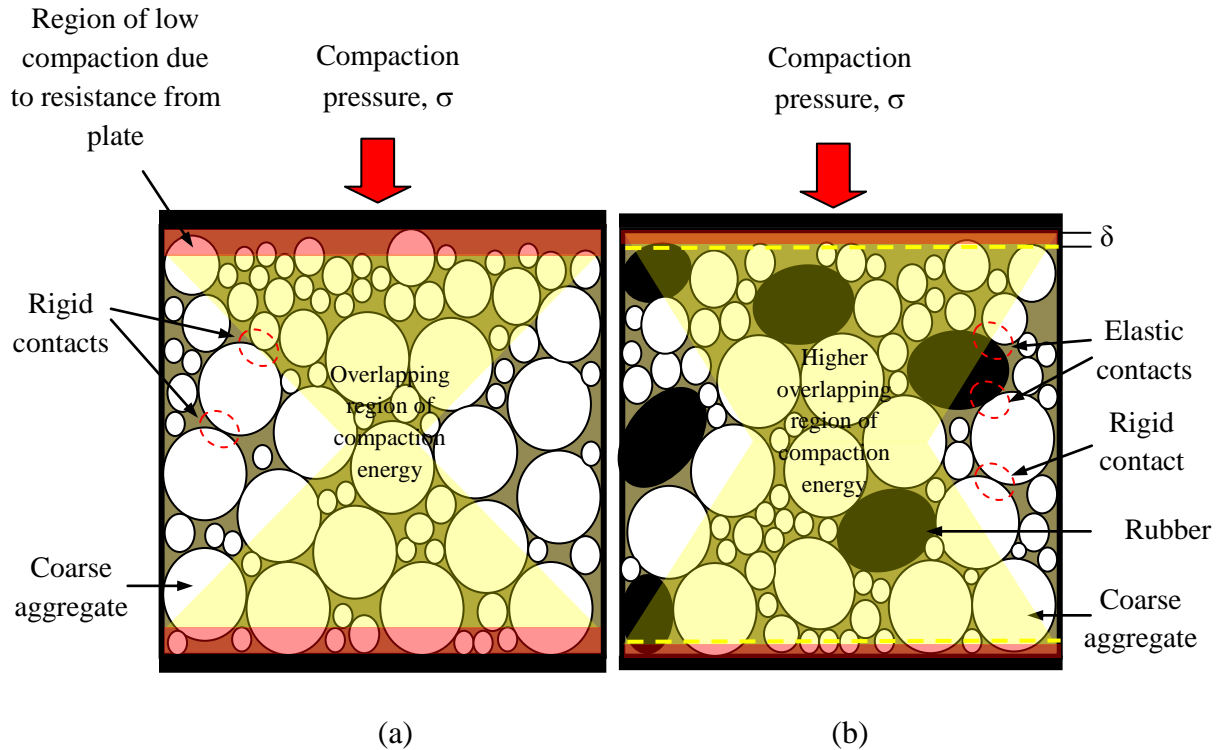 Region of low
compaction due
to resistance from
plate
Compaction
pressure, σ
Rigid
contacts
Overlapping
region of
compaction
energy
Coarse
aggregate
(a)
Compaction
pressure, σ
δ
Elastic
contacts
Higher
overlapping
region of
compaction
energy
Rigid
contact
Rubber
Coarse
aggregate
(b)